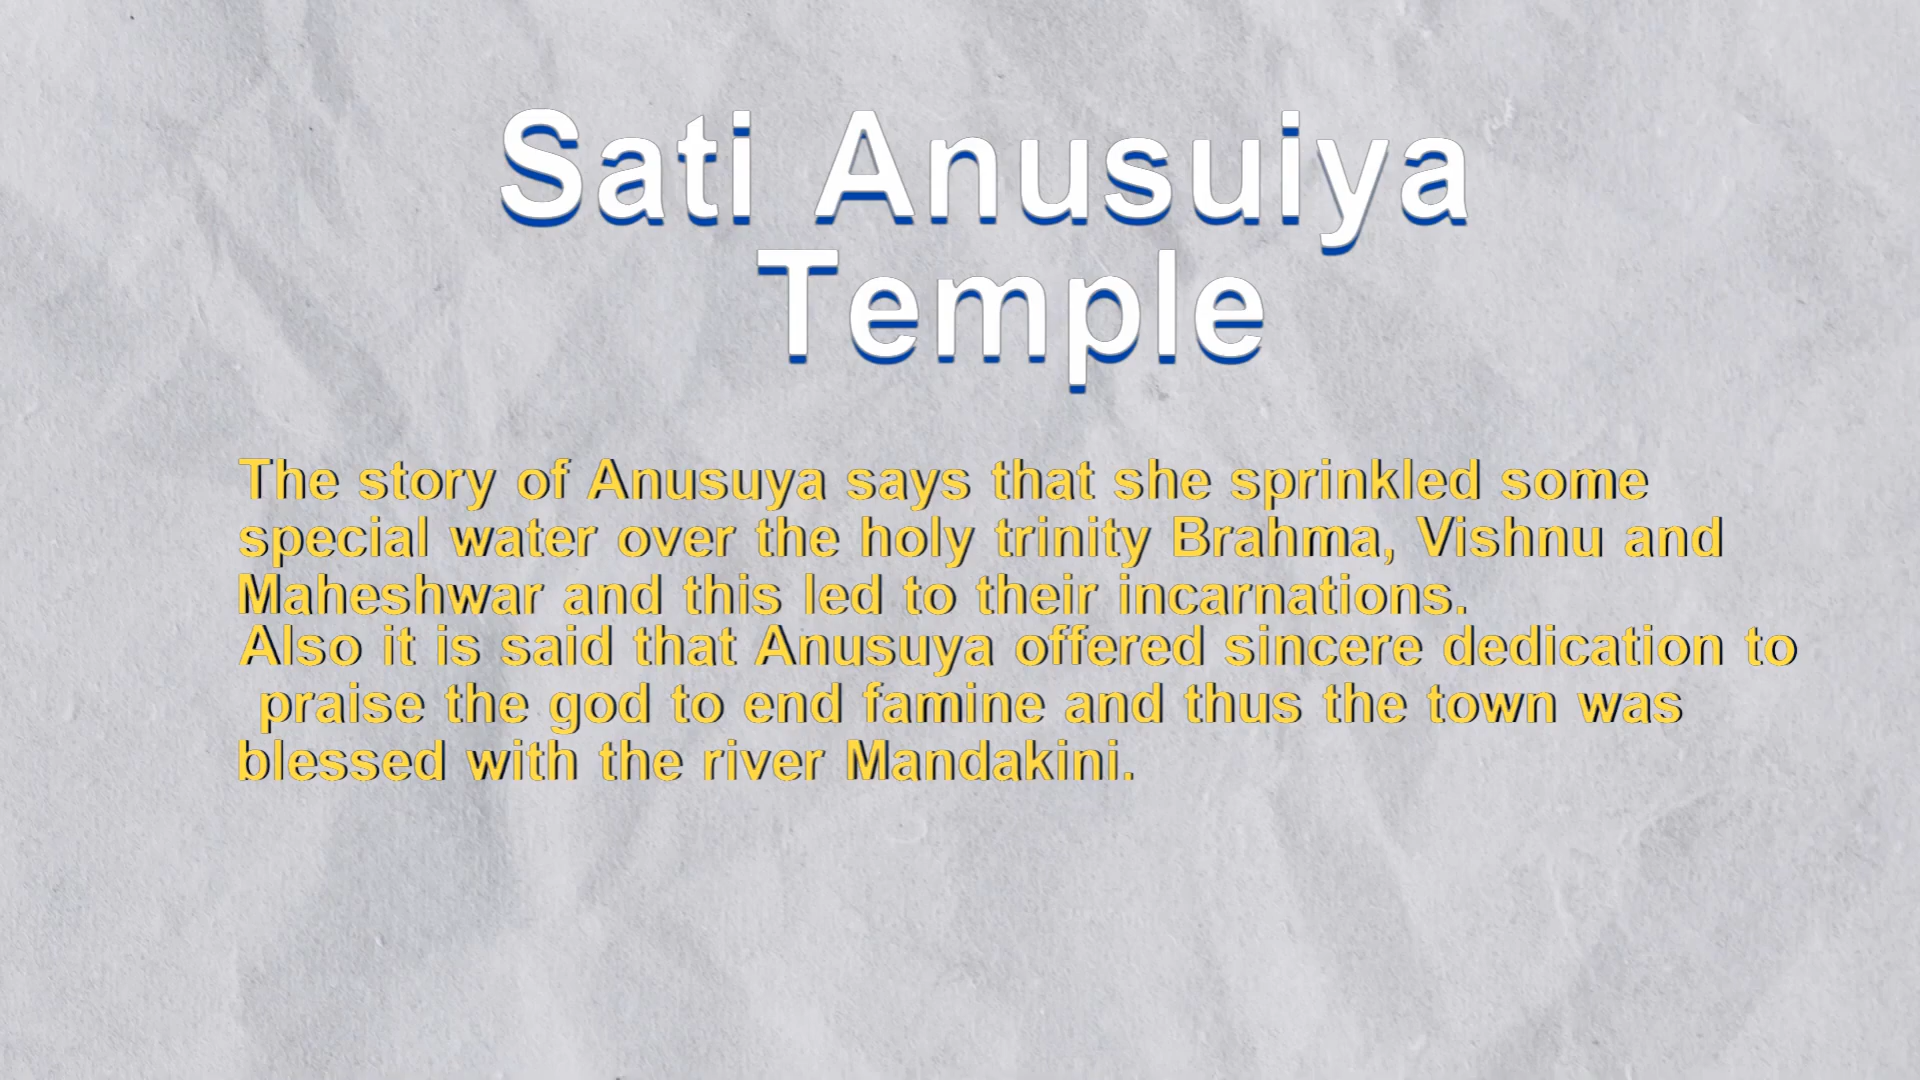 Sati Anusuiya
Temple
The story of Anusuya says that she sprinkled some
special water over the holy trinity Brahma, Vishnu and
Maheshwar and this led to their incarnations.
Also it is said that Anusuya offered sincere dedication to
praise the god to end famine and thus the town was
blessed with the river Mandakini.